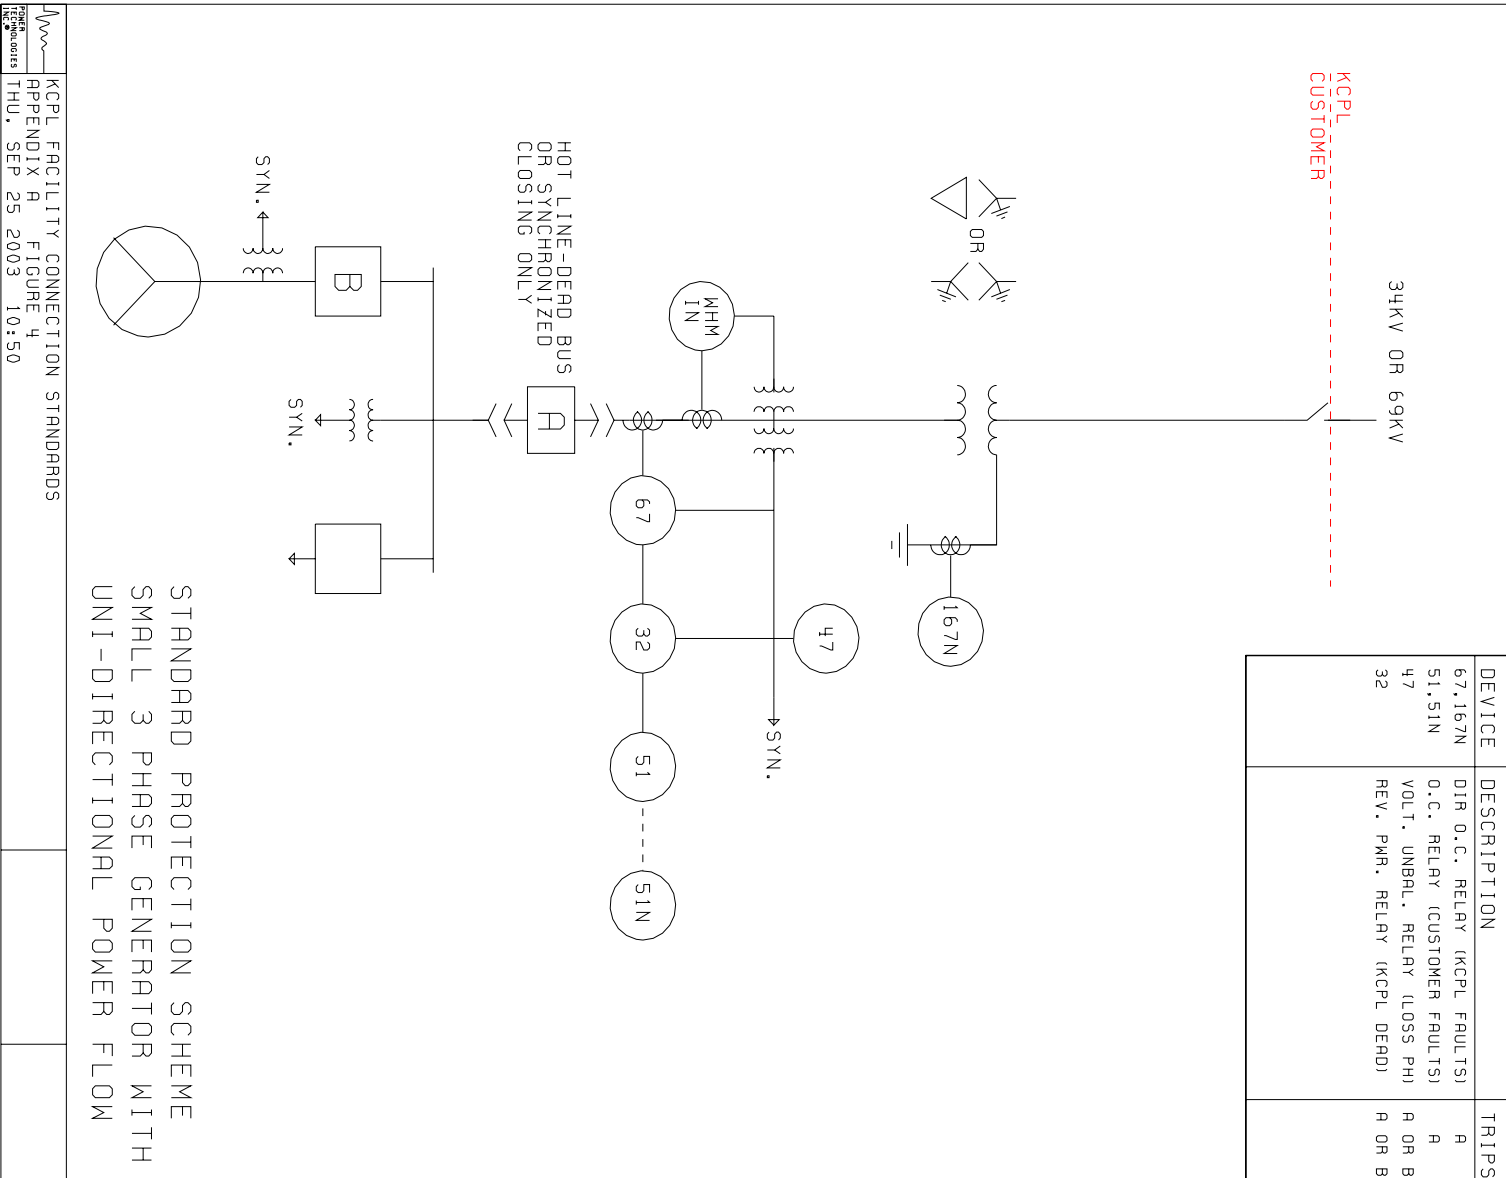 34KV OR 69KV
KCPL
CUSTOMER
DEVICE DESCRIPTION TRIPS
67,167N DIR O.C. RELAY (KCPL FAULTS) A
51,51N O.C. RELAY (CUSTOMER FAULTS) A
47 VOLT. UNBAL. RELAY (LOSS PH) A OR B
32 REV. PWR. RELAY (KCPL DEAD) A OR B
OR
167N
47
SYN.
WHM
IN
67
32
51
51N
HOT LINE-DEAD BUS
OR SYNCHRONIZED
CLOSING ONLY
A
B
SYN.
SYN.
STANDARD PROTECTION SCHEME
SMALL 3 PHASE GENERATOR WITH
UNI-DIRECTIONAL POWER FLOW
POWER
TECHNOLOGIES
INC.®
KCPL FACILITY CONNECTION STANDARDS
APPENDIX A FIGURE 4
THU, SEP 25 2003 10:50